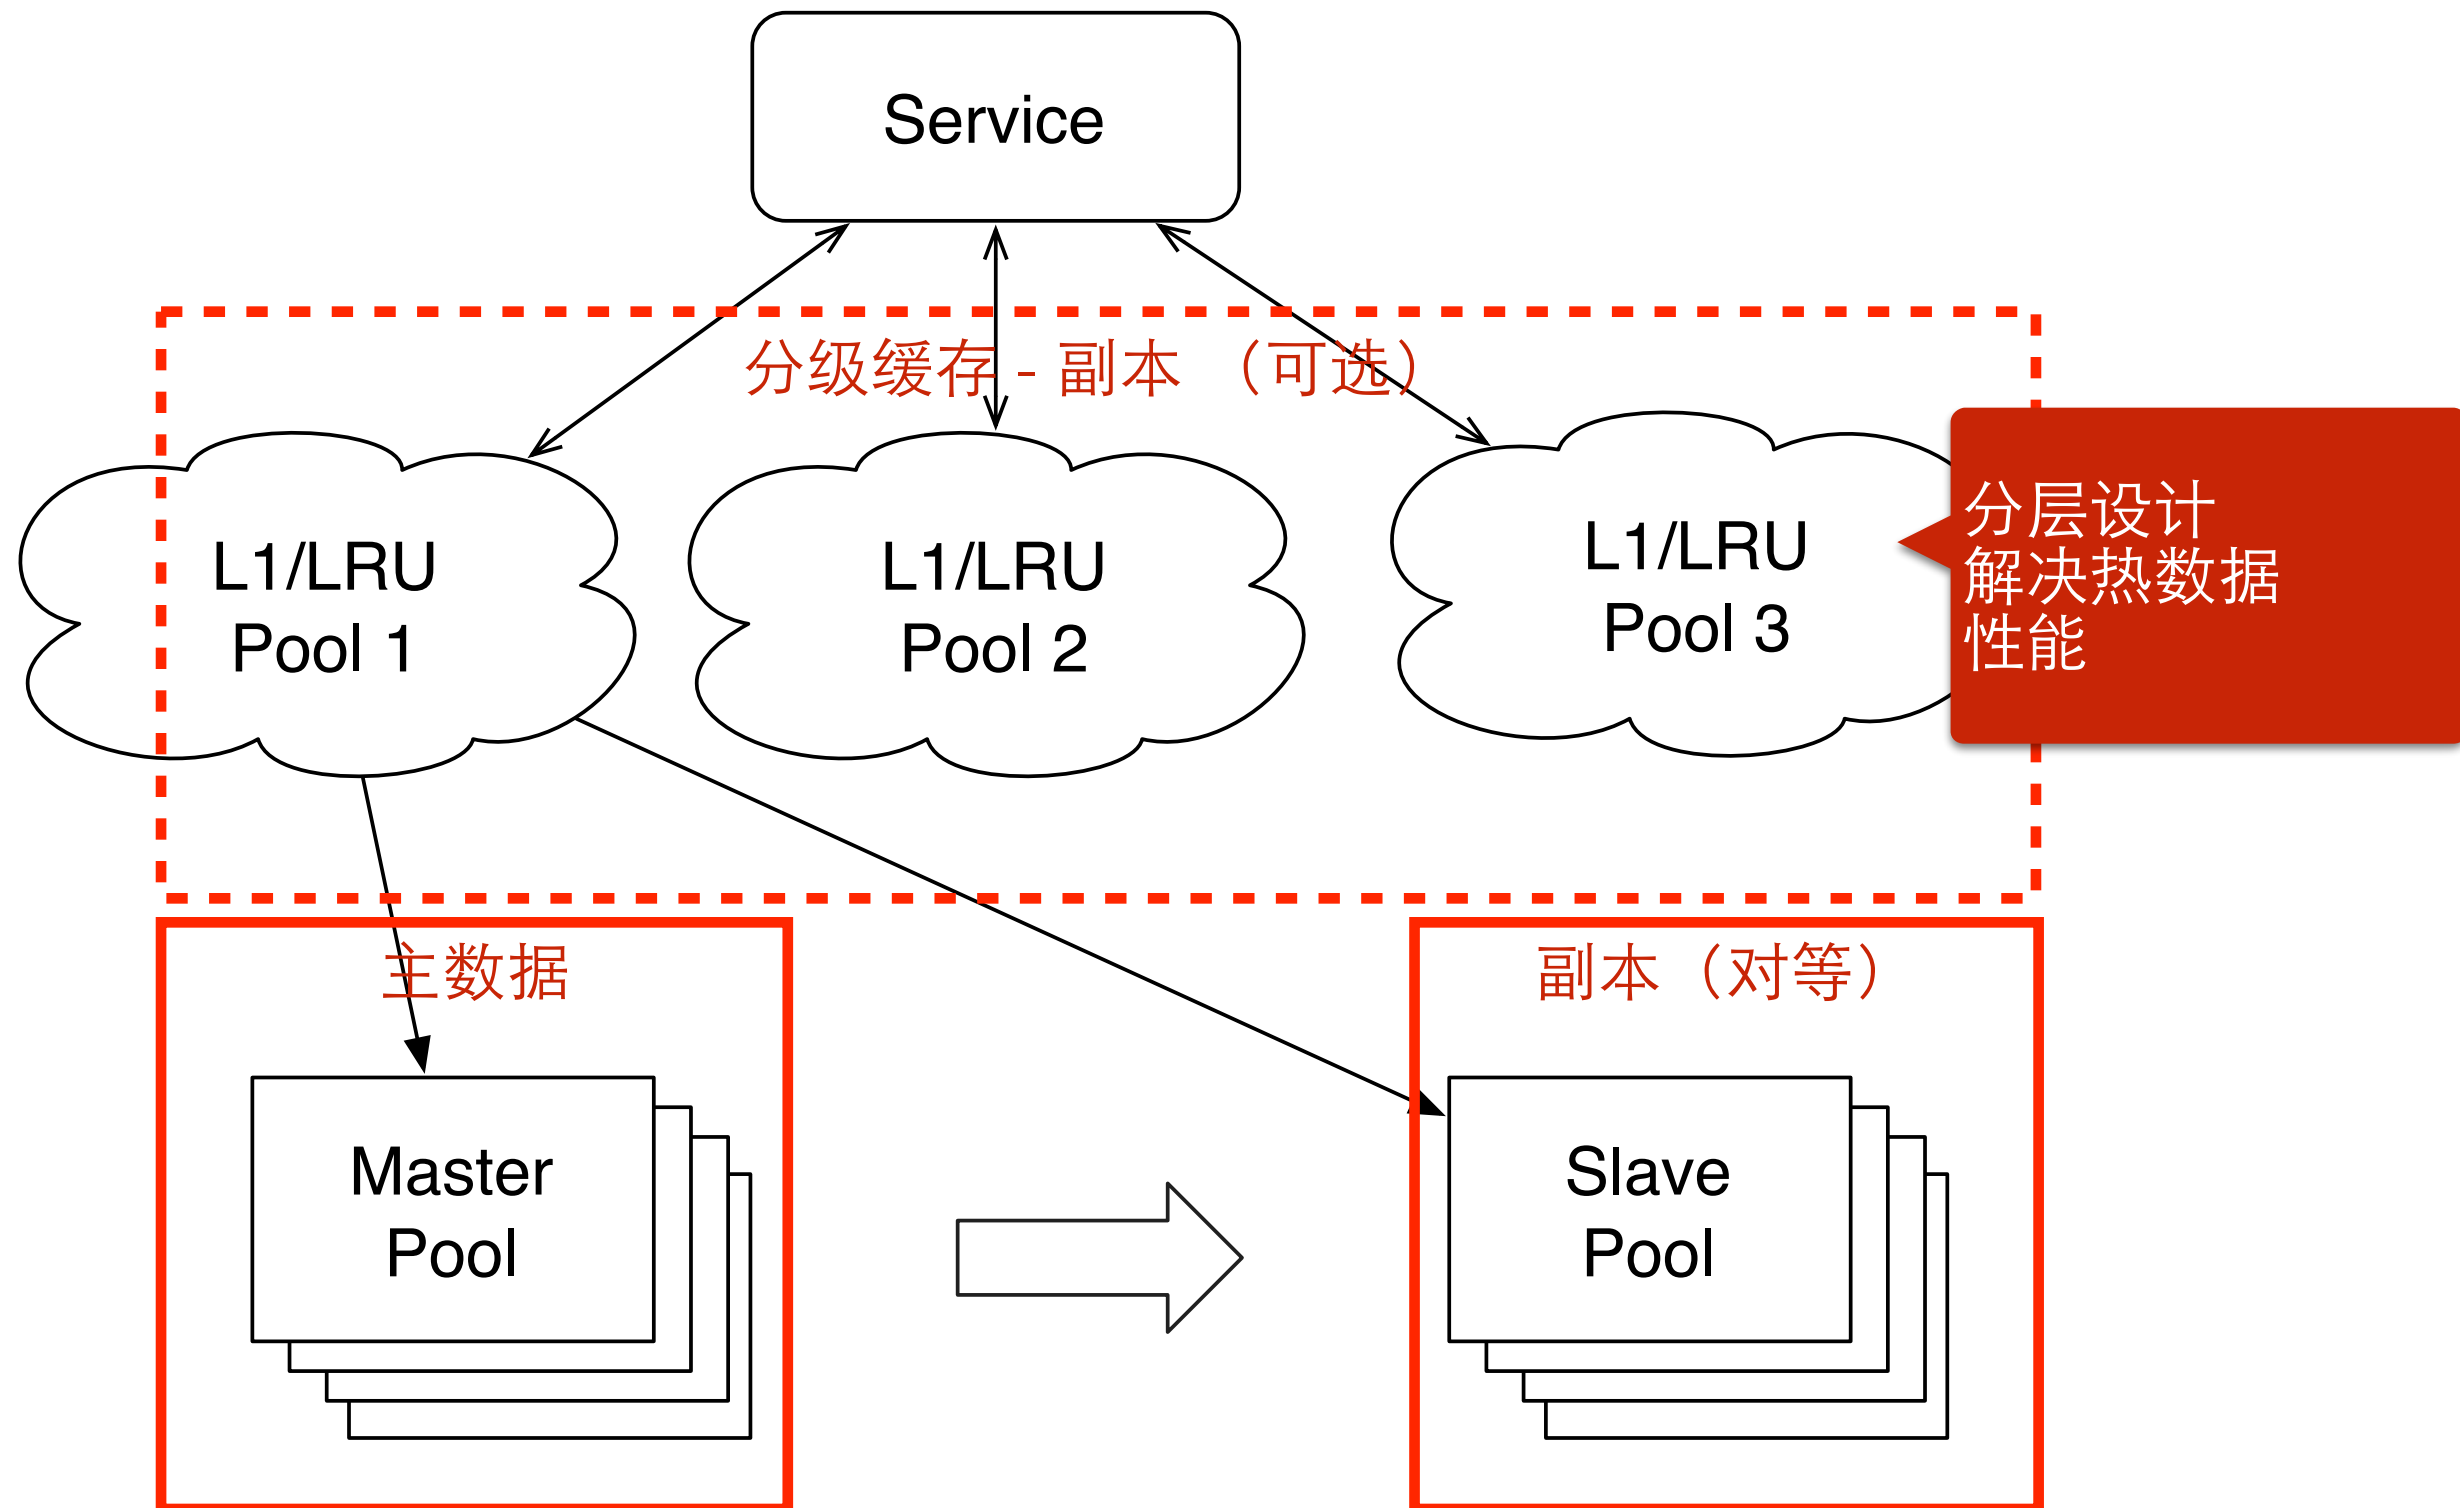 Service
分级缓存 - 副本（可选）
L1/LRU
Pool 1
L1/LRU
Pool 2
L1/LRU
Pool 3
分层设计
解决热数据
性能
主数据
副本（对等）
Master
Pool
Slave
Pool